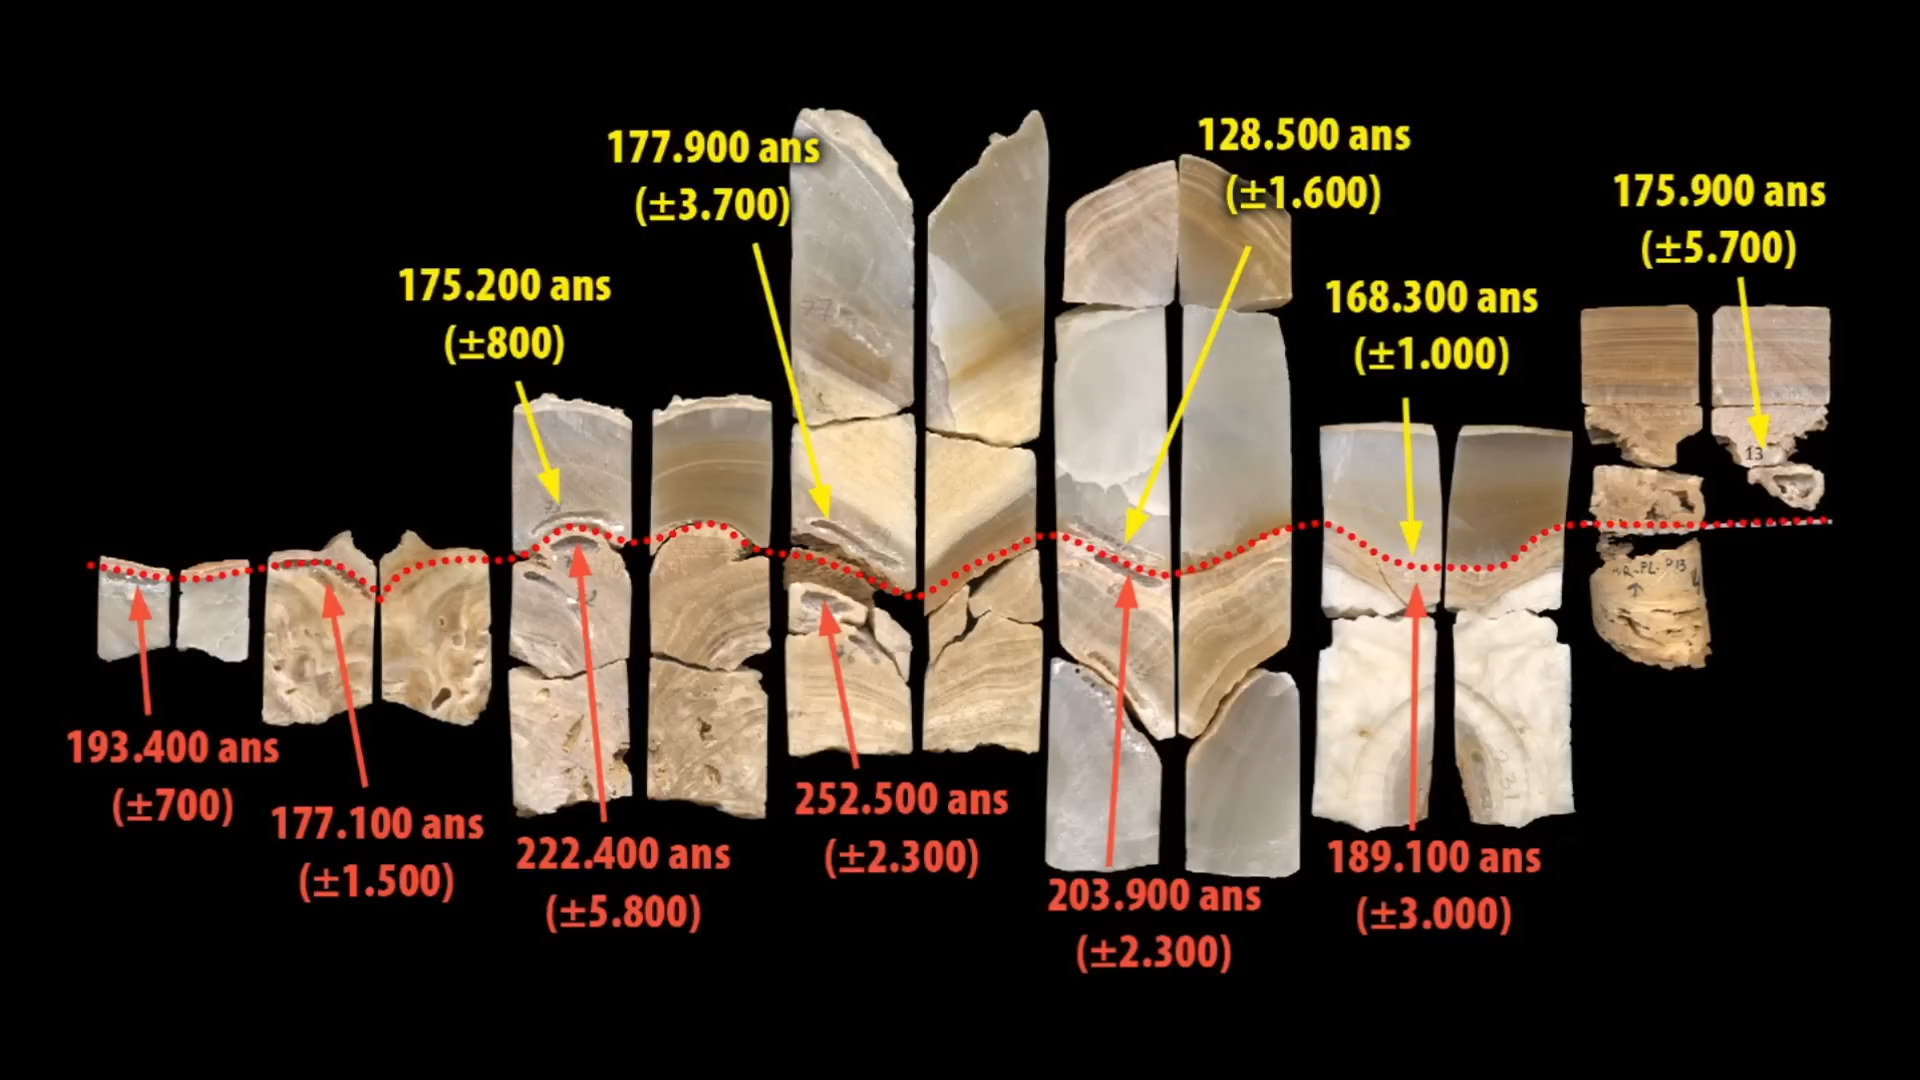 177.900 ans
(±3.700)
128.500 ans
(±1.600)
175.900 ans
(±5.700)
175.200 ans
(±800)
168.300 ans
(±1.000)
77
13
193.400 ans
(±700)
177.100 ans
(±1.500)
222.400 ans
(±5.800)
252.500 ans
(±2.300)
203.900 ans
(±2.300)
189.100 ans
(±3.000)